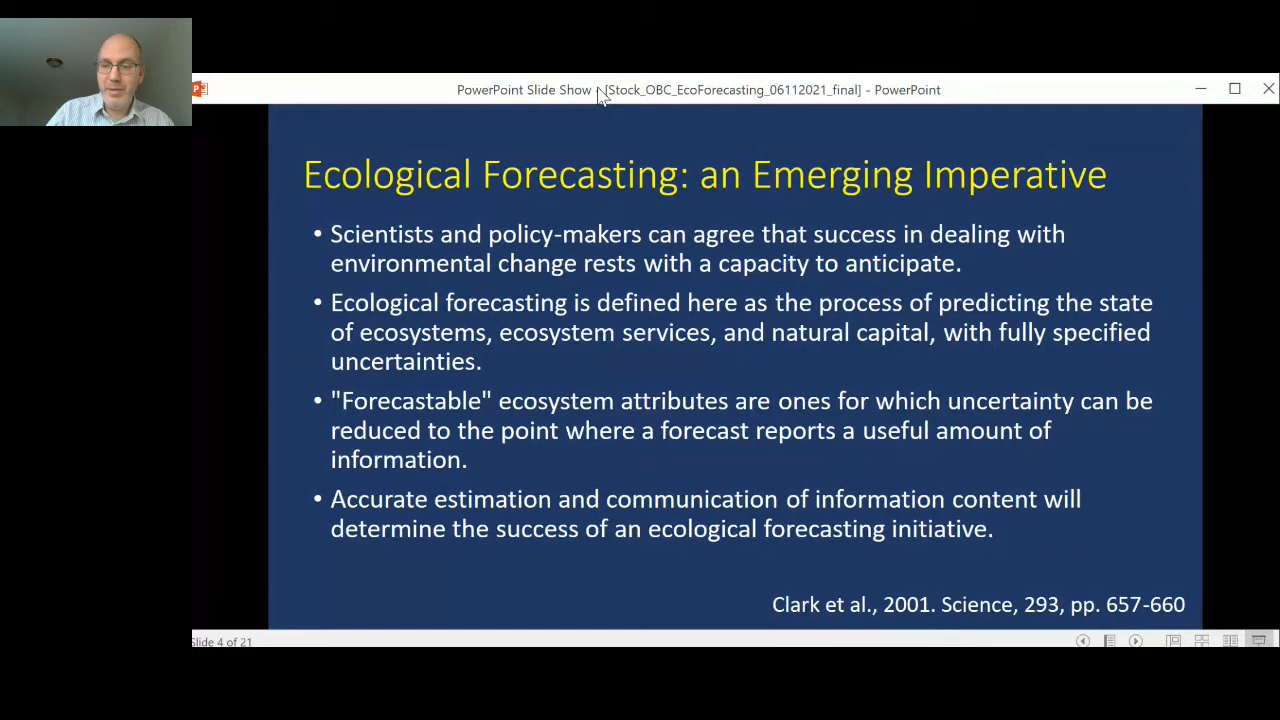 PowerPoint Slide Show - [Stock_OBC_EcoForecasting_06112021_final] - PowerPoint
Ecological Forecasting: an Emerging Imperative
• Scientists and policy-makers can agree that success in dealing with
environmental change rests with a capacity to anticipate.
• Ecological forecasting is defined here as the process of predicting the state
of ecosystems, ecosystem services, and natural capital, with fully specified
uncertainties.
• "Forecastable" ecosystem attributes are ones for which uncertainty can be
reduced to the point where a forecast reports a useful amount of
information.
• Accurate estimation and communication of information content will
determine the success of an ecological forecasting initiative.
Clark et al., 2001. Science, 293, pp. 657-660
Slide 4 of 21